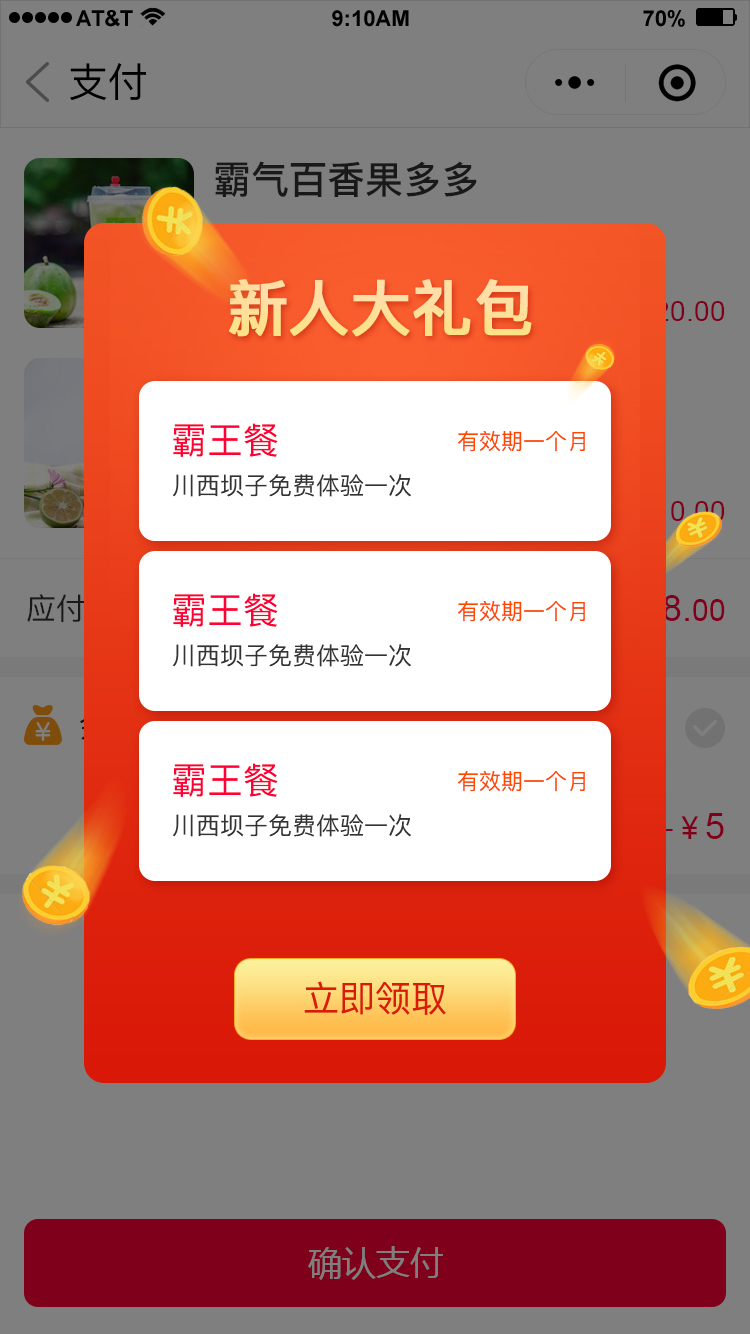 AT&T 9:10AM 70%
支付
霸气百香果多多
新人大礼包
20.00
霸王餐 有效期一个月
川西坝子免费体验一次
0.00
霸王餐 有效期一个月
应付 8.00
川西坝子免费体验一次
霸王餐 有效期一个月
川西坝子免费体验一次
-¥5
立即领取
确认支付